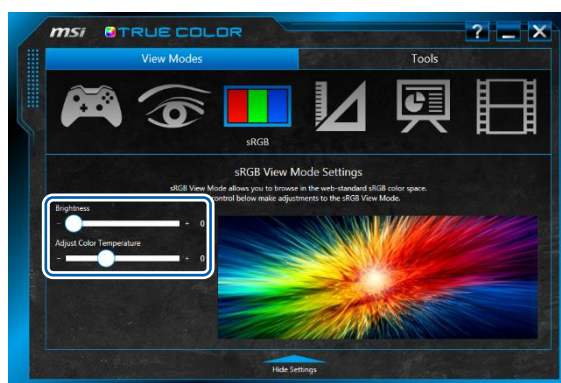 msi TRUE COLOR ? _ X
View Modes Tools
sRGB
sRGB View Mode Settings
sRGB View Mode allows you to browse in the web-standard sRGB color space.
control below make adjustments to the sRGB View Mode.
Brightness
- + 0
Adjust Color Temperature
- + 0
Hide Settings